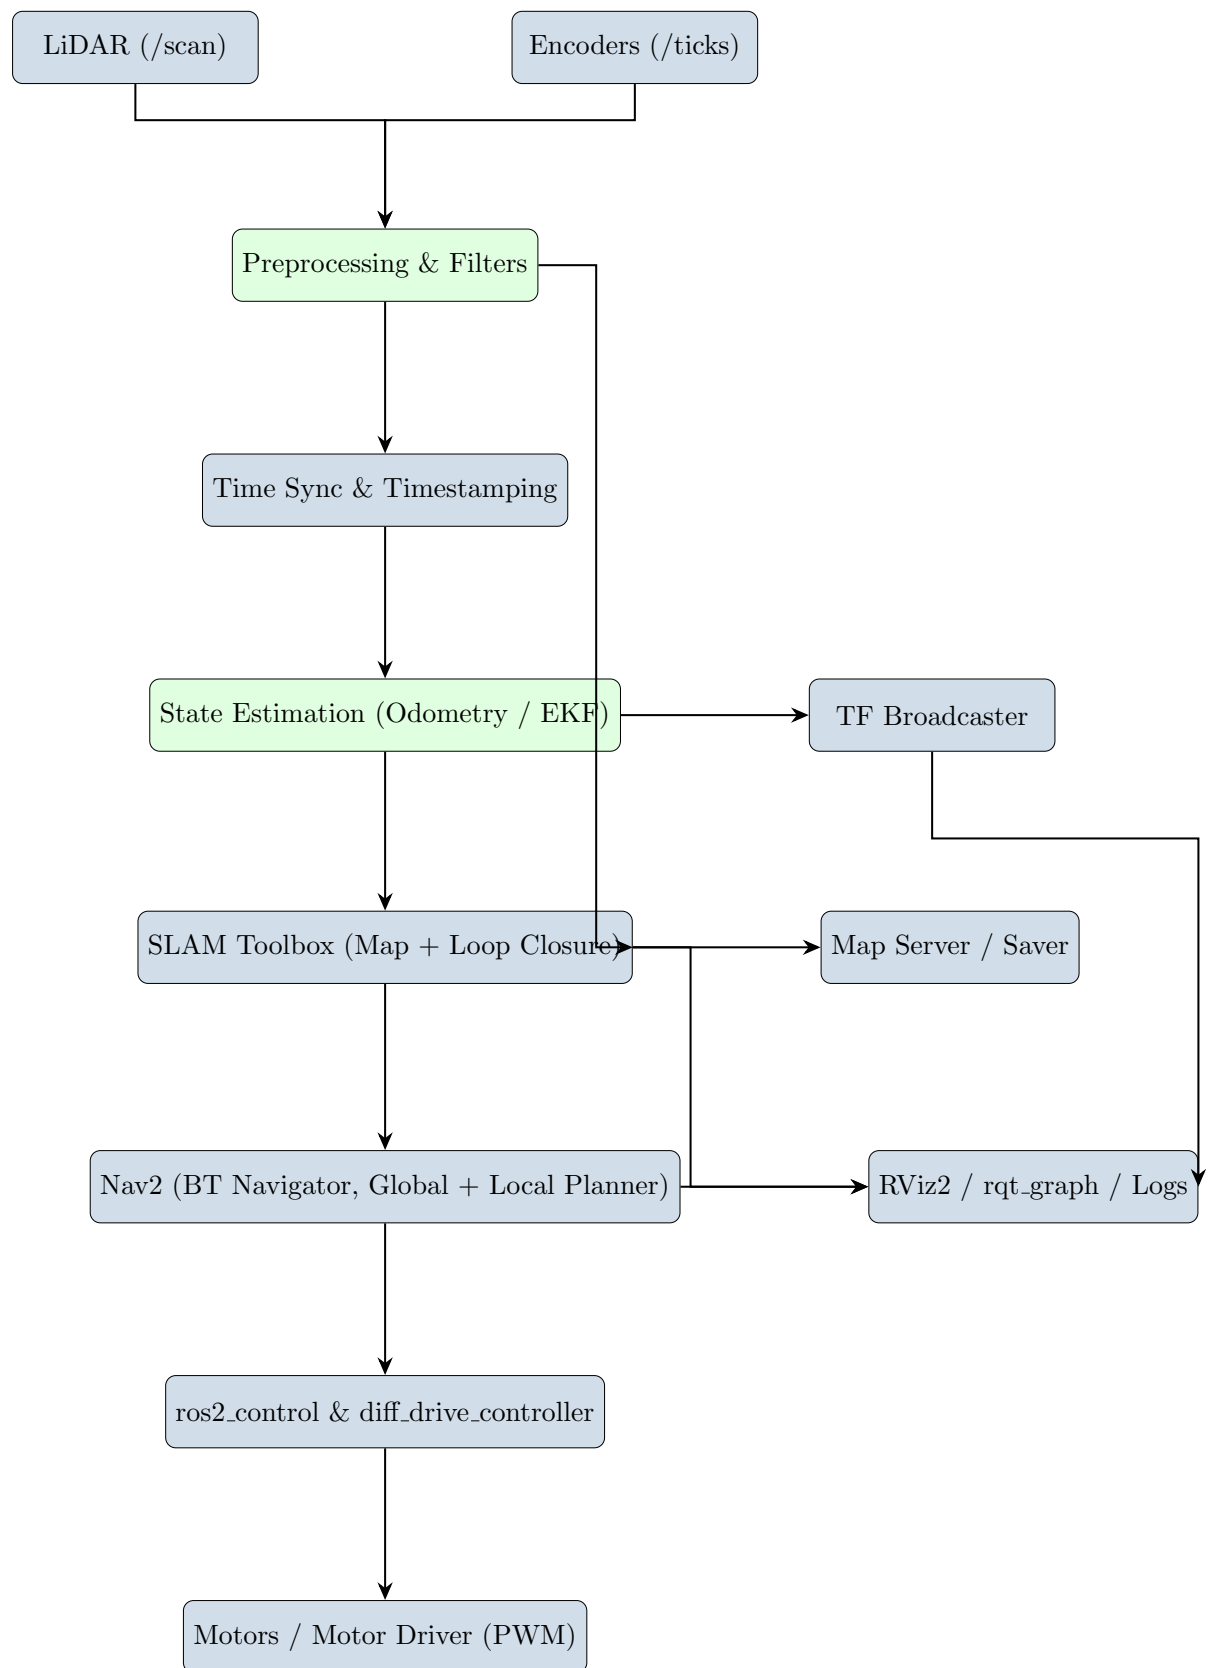 LiDAR (/scan)
Encoders (/ticks)
Preprocessing & Filters
Time Sync & Timestamping
State Estimation (Odometry / EKF)
TF Broadcaster
SLAM Toolbox (Map + Loop Closure)
Map Server / Saver
Nav2 (BT Navigator, Global + Local Planner)
RViz2 / rqt_graph / Logs
ros2_control & diff_drive_controller
Motors / Motor Driver (PWM)